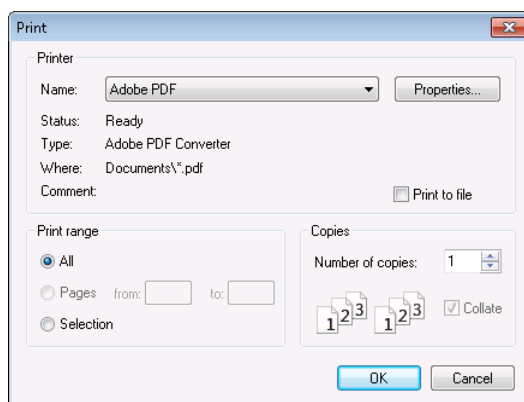 Print
Printer
Name: Adobe PDF Properties...
Status: Ready
Type: Adobe PDF Converter
Where: Documents\*.pdf
Comment:
Print to file
Print range
All
Pages from: to:
Selection
Copies
Number of copies: 1
1 2 3 1 2 3 Collate
OK Cancel